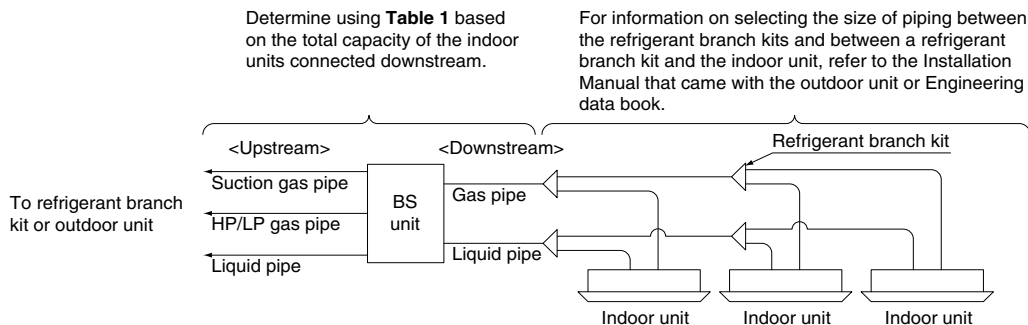 Determine using Table 1 based
on the total capacity of the indoor
units connected downstream.
For information on selecting the size of piping between
the refrigerant branch kits and between a refrigerant
branch kit and the indoor unit, refer to the Installation
Manual that came with the outdoor unit or Engineering
data book.
<Upstream>
<Downstream>
Refrigerant branch kit
To refrigerant branch
kit or outdoor unit
Suction gas pipe
HP/LP gas pipe
Liquid pipe
BS
unit
Gas pipe
Liquid pipe
Indoor unit
Indoor unit
Indoor unit